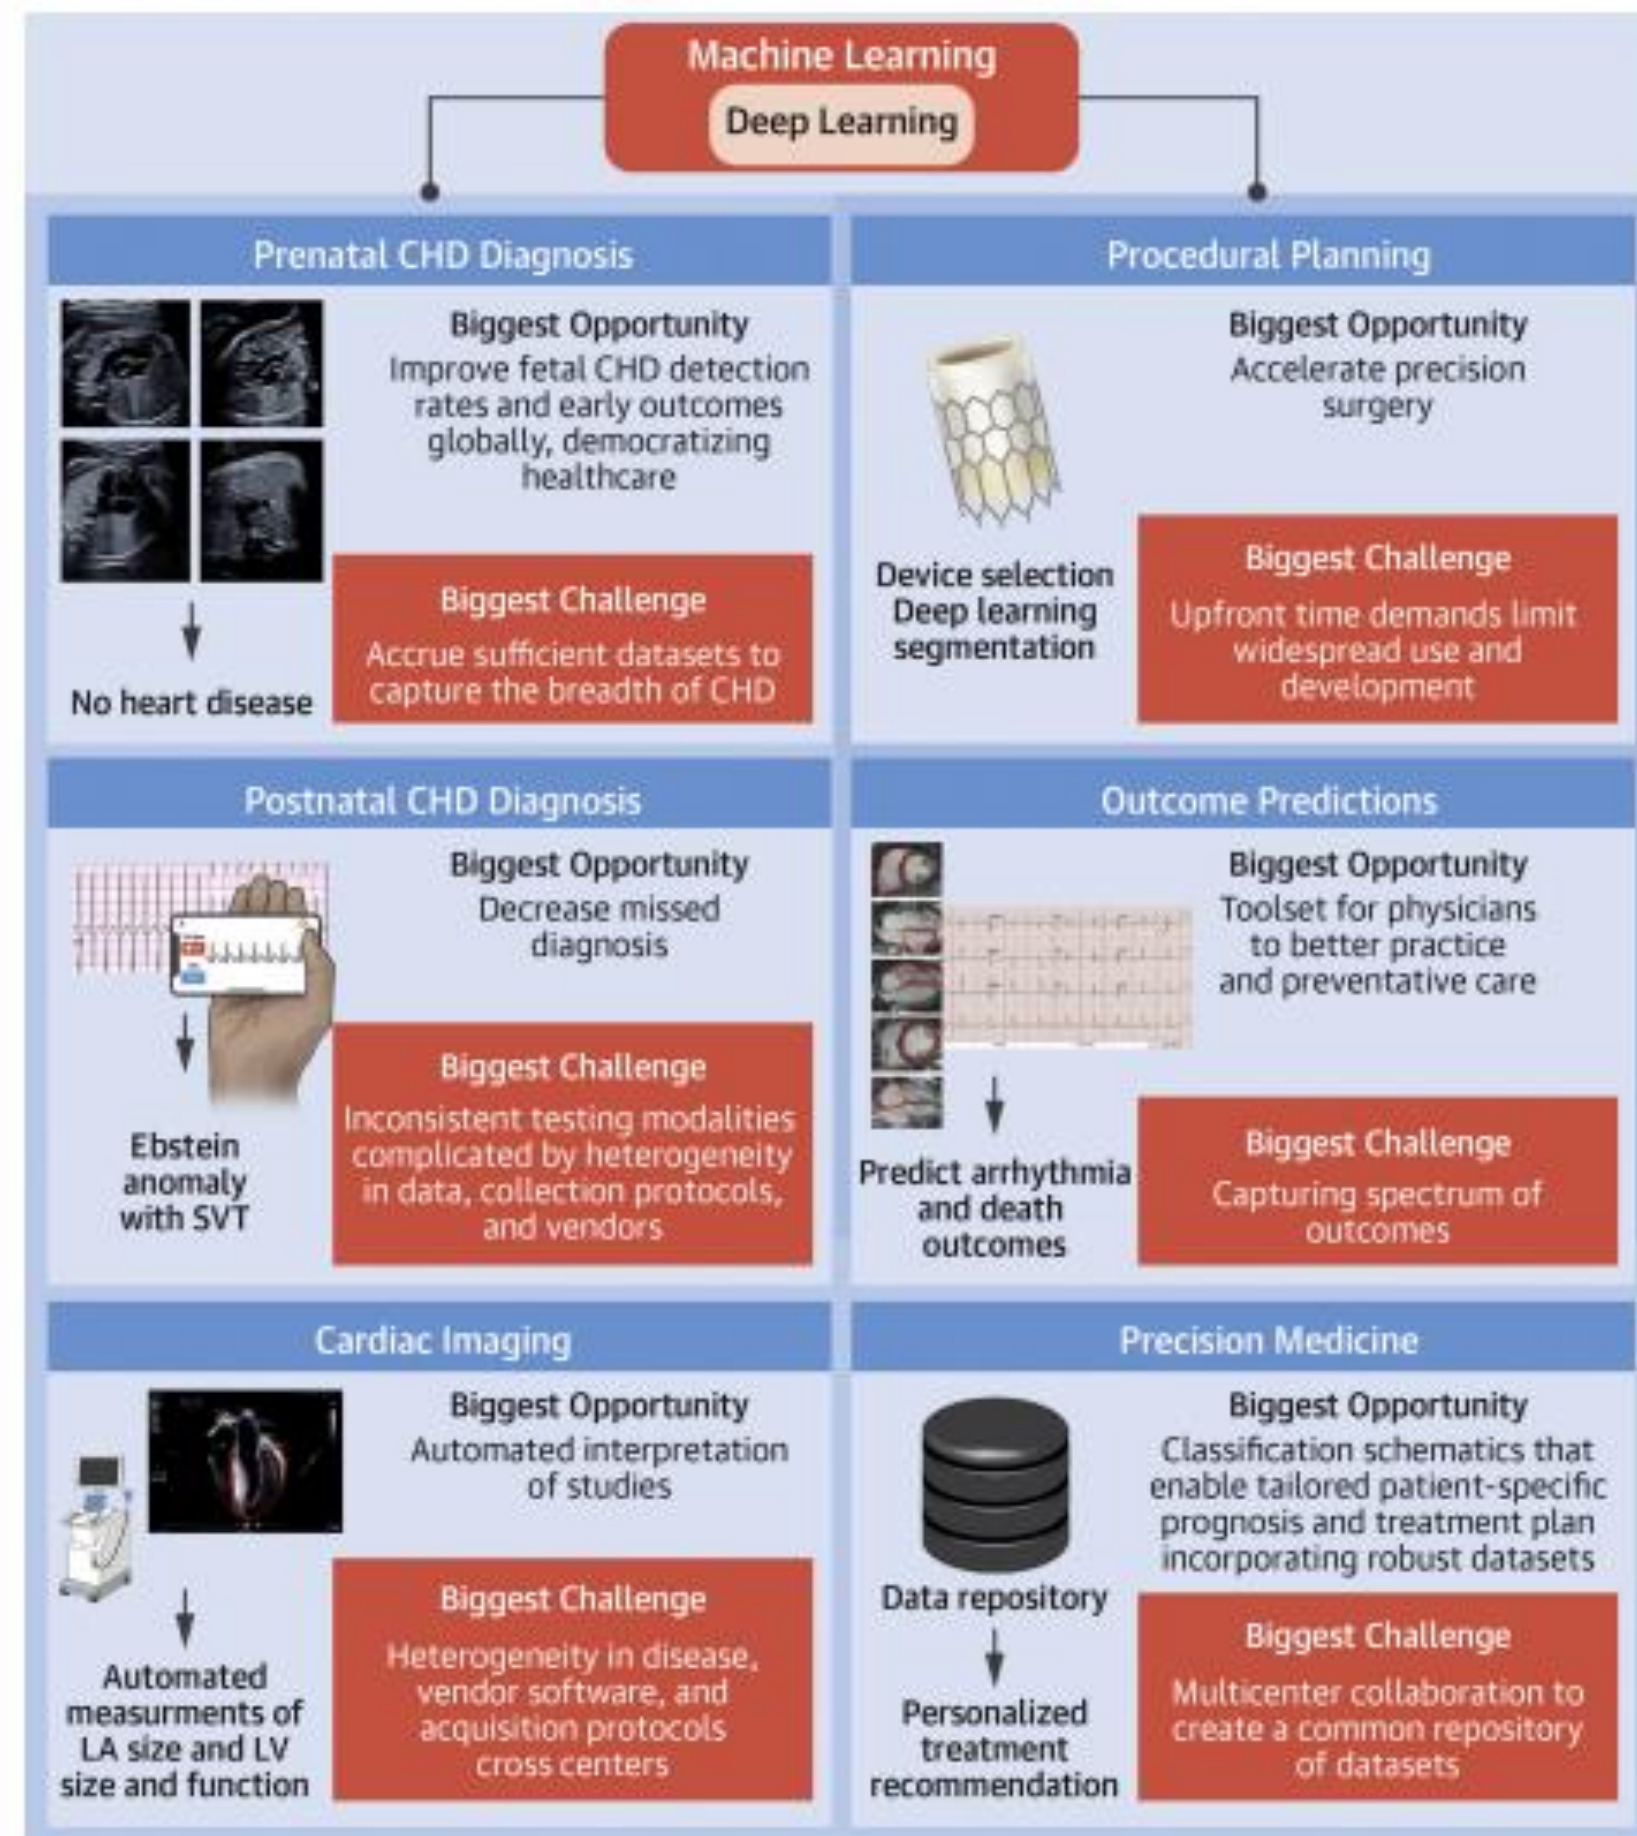 Machine Learning
Deep Learning
Prenatal CHD Diagnosis
Biggest Opportunity
Improve fetal CHD detection
rates and early outcomes
globally, democratizing
healthcare
No heart disease
Biggest Challenge
Accrue sufficient datasets to
capture the breadth of CHD
Procedural Planning
Biggest Opportunity
Accelerate precision
surgery
Device selection
Deep learning
segmentation
Biggest Challenge
Upfront time demands limit
widespread use and
development
Postnatal CHD Diagnosis
Biggest Opportunity
Decrease missed
diagnosis
Ebstein
anomaly
with SVT
Biggest Challenge
Inconsistent testing modalities
complicated by heterogeneity
in data, collection protocols,
and vendors
Outcome Predictions
Biggest Opportunity
Toolset for physicians
to better practice
and preventative care
Predict arrhythmia
and death
outcomes
Biggest Challenge
Capturing spectrum of
outcomes
Cardiac Imaging
Biggest Opportunity
Automated interpretation
of studies
Automated
measurments of
LA size and LV
size and function
Biggest Challenge
Heterogeneity in disease,
vendor software, and
acquisition protocols
cross centers
Precision Medicine
Biggest Opportunity
Classification schematics that
enable tailored patient-specific
prognosis and treatment plan
incorporating robust datasets
Data repository
Personalized
treatment
recommendation
Biggest Challenge
Multicenter collaboration to
create a common repository
of datasets